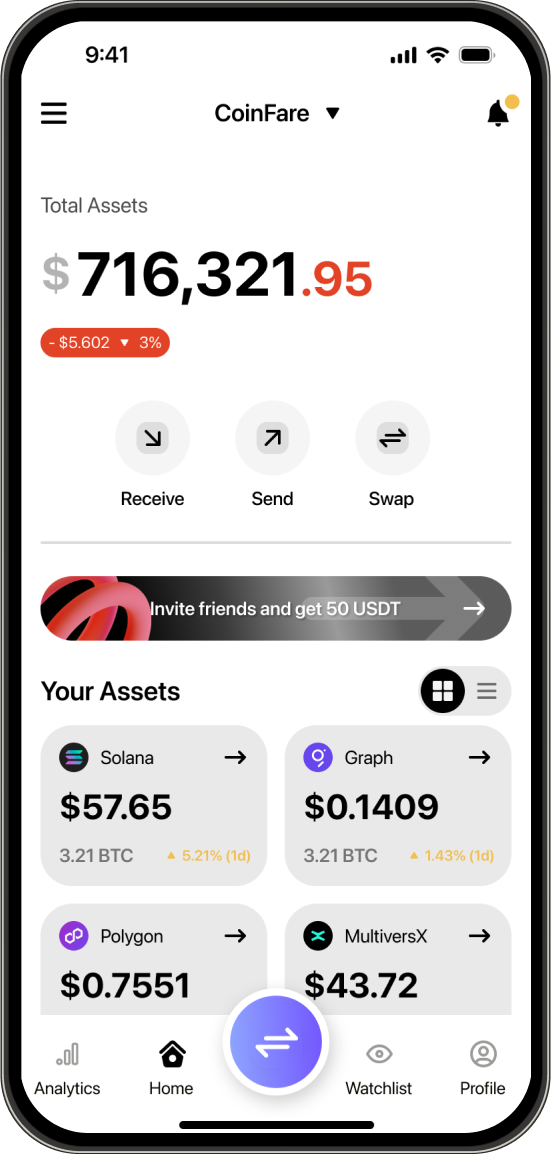 9:41
CoinFare
Total Assets
$716,321.95
- $5.602 ▼ 3%
Receive Send Swap
Invite friends and get 50 USDT
Your Assets
Solana
$57.65
3.21 BTC ▲ 5.21% (1d)
Graph
$0.1409
3.21 BTC ▲ 1.43% (1d)
Polygon
$0.7551
MultiversX
$43.72
Analytics Home Watchlist Profile